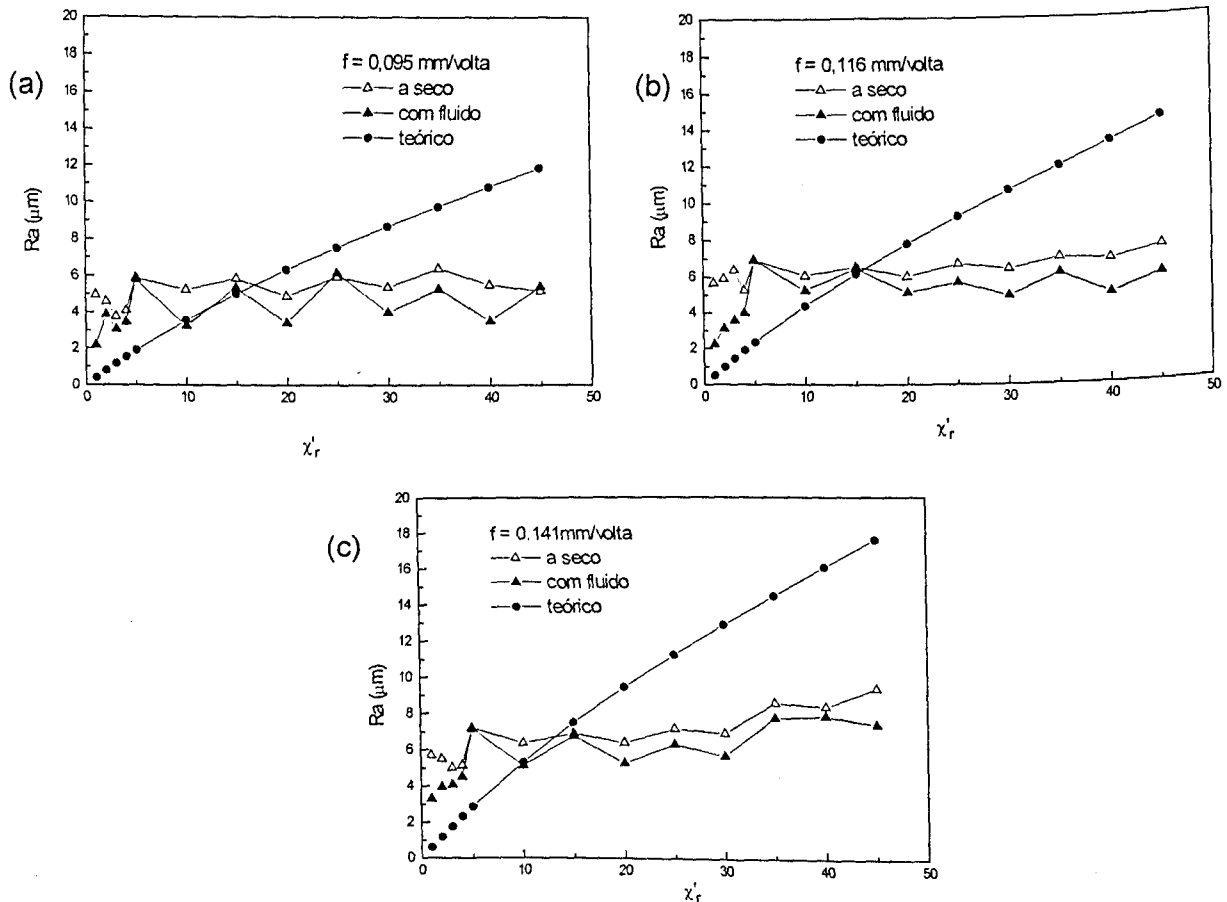 (a)
f = 0,095 mm/volta
a seco
com fluido
teórico
Ra (μm)
20
18
16
14
12
10
8
6
4
2
0
0 10 20 30 40 50
χ'r
(b)
f = 0,116 mm/volta
a seco
com fluido
teórico
Ra (μm)
20
18
16
14
12
10
8
6
4
2
0
0 10 20 30 40 50
χ'r
(c)
f = 0.141mm/volta
a seco
com fluido
teórico
Ra (μm)
20
18
16
14
12
10
8
6
4
2
0
0 10 20 30 40 50
χ'r